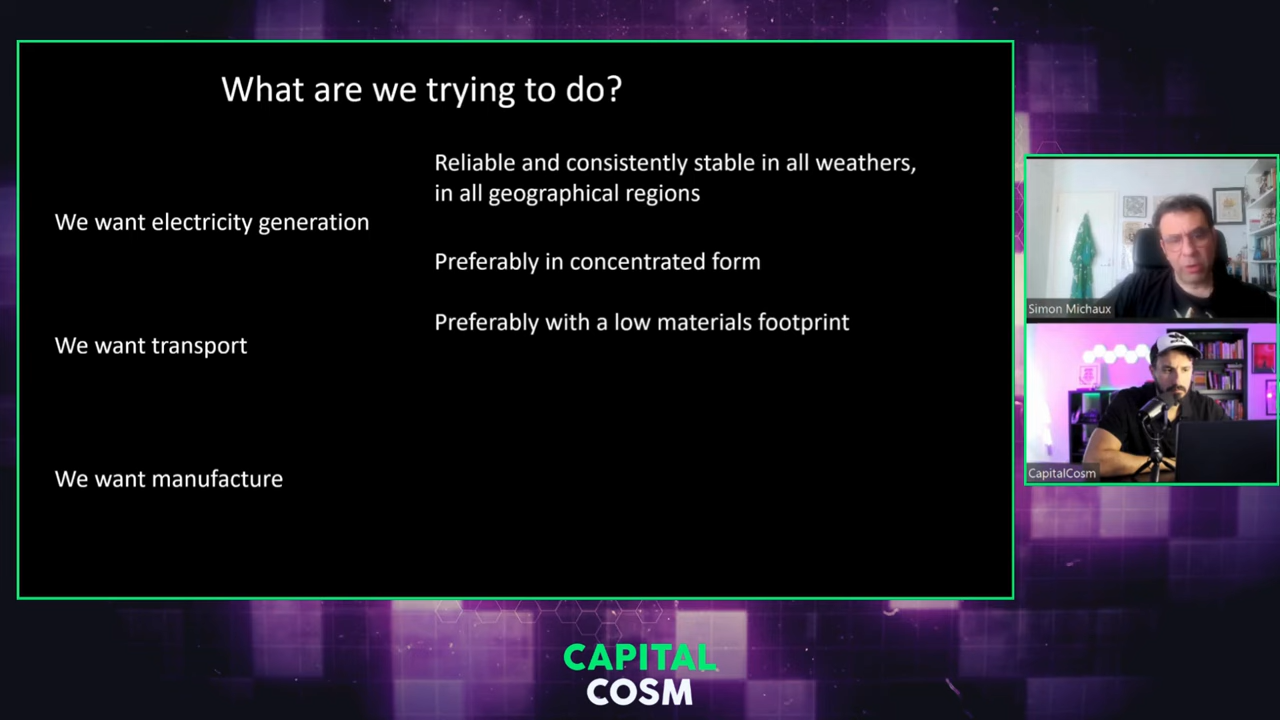 What are we trying to do?
Reliable and consistently stable in all weathers,
in all geographical regions
We want electricity generation
Preferably in concentrated form
Preferably with a low materials footprint
We want transport
We want manufacture
Simon Michaux
CapitalCosm
CAPITAL
COSM